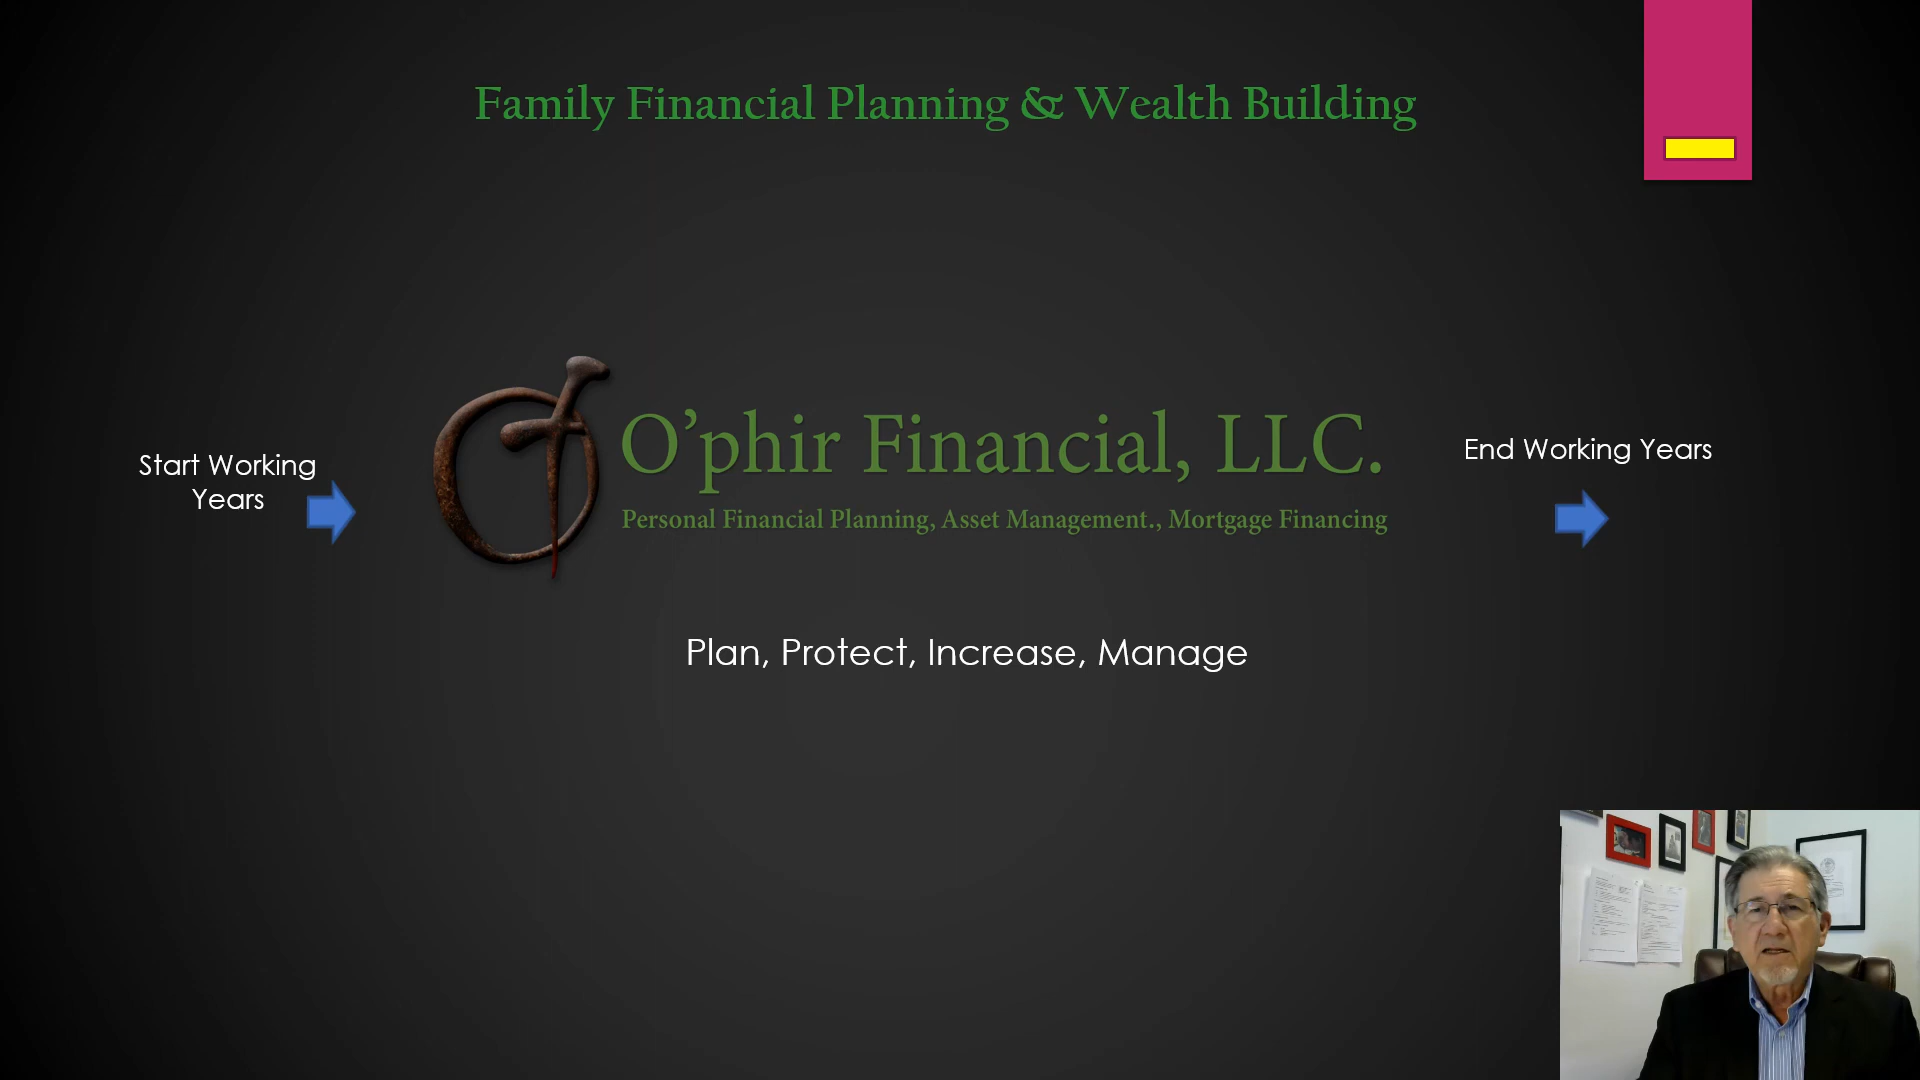 Family Financial Planning & Wealth Building
Start Working
Years
O’phir Financial, LLC.
Personal Financial Planning, Asset Management., Mortgage Financing
End Working Years
Plan, Protect, Increase, Manage